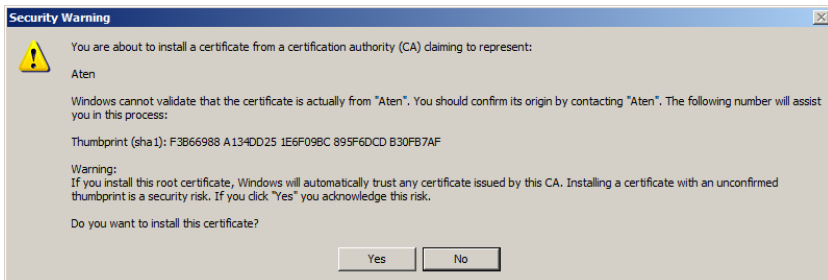 Security Warning
You are about to install a certificate from a certification authority (CA) claiming to represent:
Aten
Windows cannot validate that the certificate is actually from "Aten". You should confirm its origin by contacting "Aten". The following number will assist
you in this process:
Thumbprint (sha1): F3B66988 A134DD25 1E6F09BC 895F6DCD B30FB7AF
Warning:
If you install this root certificate, Windows will automatically trust any certificate issued by this CA. Installing a certificate with an unconfirmed
thumbprint is a security risk. If you click "Yes" you acknowledge this risk.
Do you want to install this certificate?
Yes No